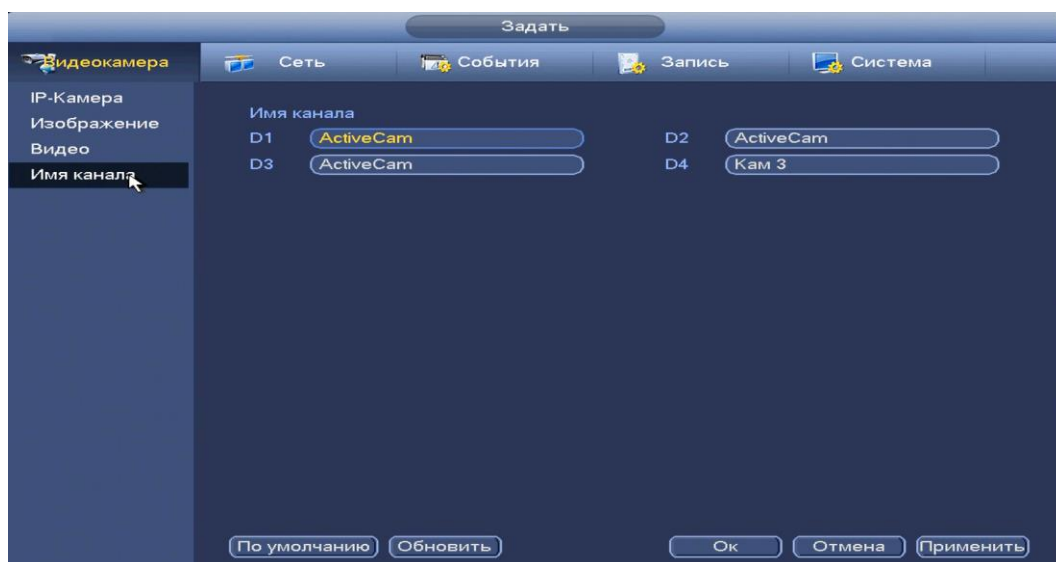 Задать
Видеокамера Сеть События Запись Система
IP-Камера
Изображение
Видео
Имя канала
Имя канала
D1 ActiveCam D2 ActiveCam
D3 ActiveCam D4 Кам 3
По умолчанию Обновить Ок Отмена Применить